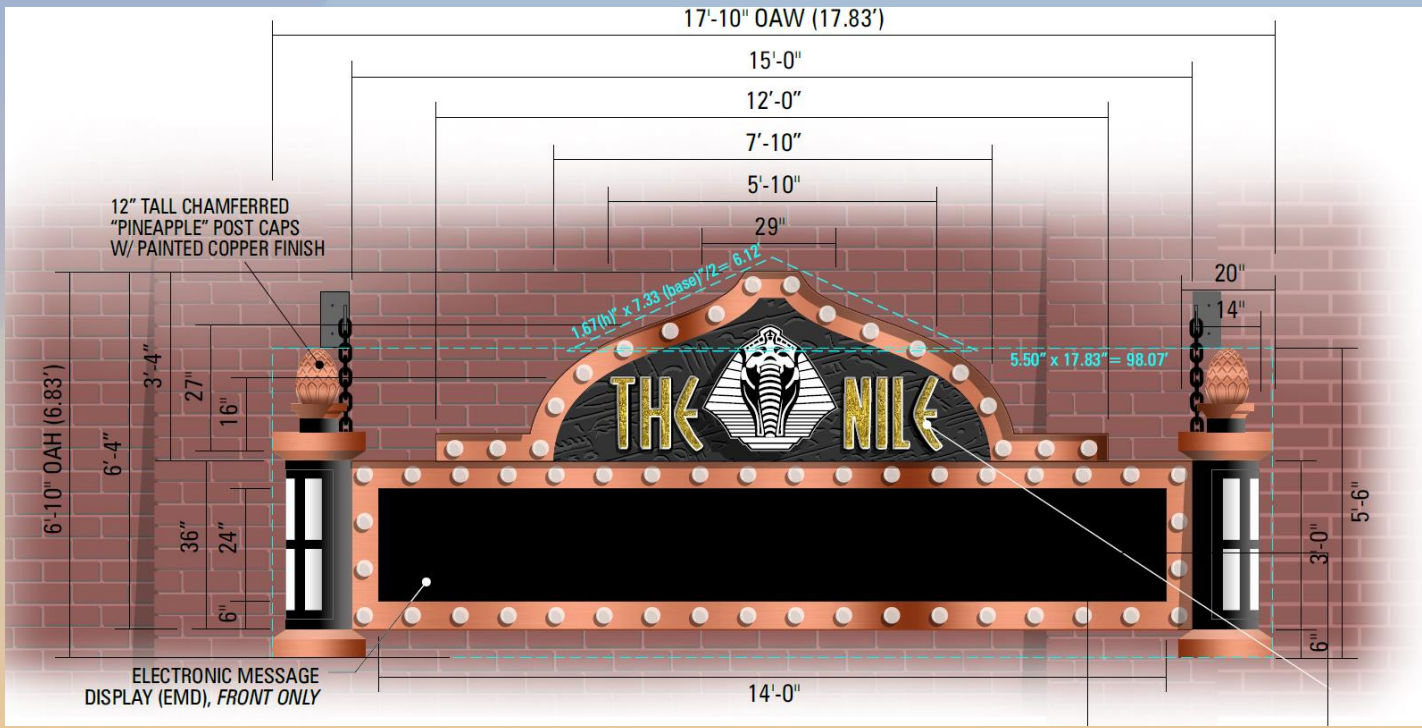 17'-10" OAW (17.83')
15'-0"
12'-0"
7'-10"
5'-10"
29"
12" TALL CHAMFERRED
"PINEAPPLE" POST CAPS
W/ PAINTED COPPER FINISH
1.67(h)" x 7.33 (base)"/2= 6.12'
20"
14"
5.50" x 17.83"= 98.07'
6'-10" OAH (6.83')
6'-4"
3'-4"
27"
16"
THE NILE
36"
24"
6"
5'-6"
3'-0"
6"
ELECTRONIC MESSAGE
DISPLAY (EMD), FRONT ONLY
14'-0"